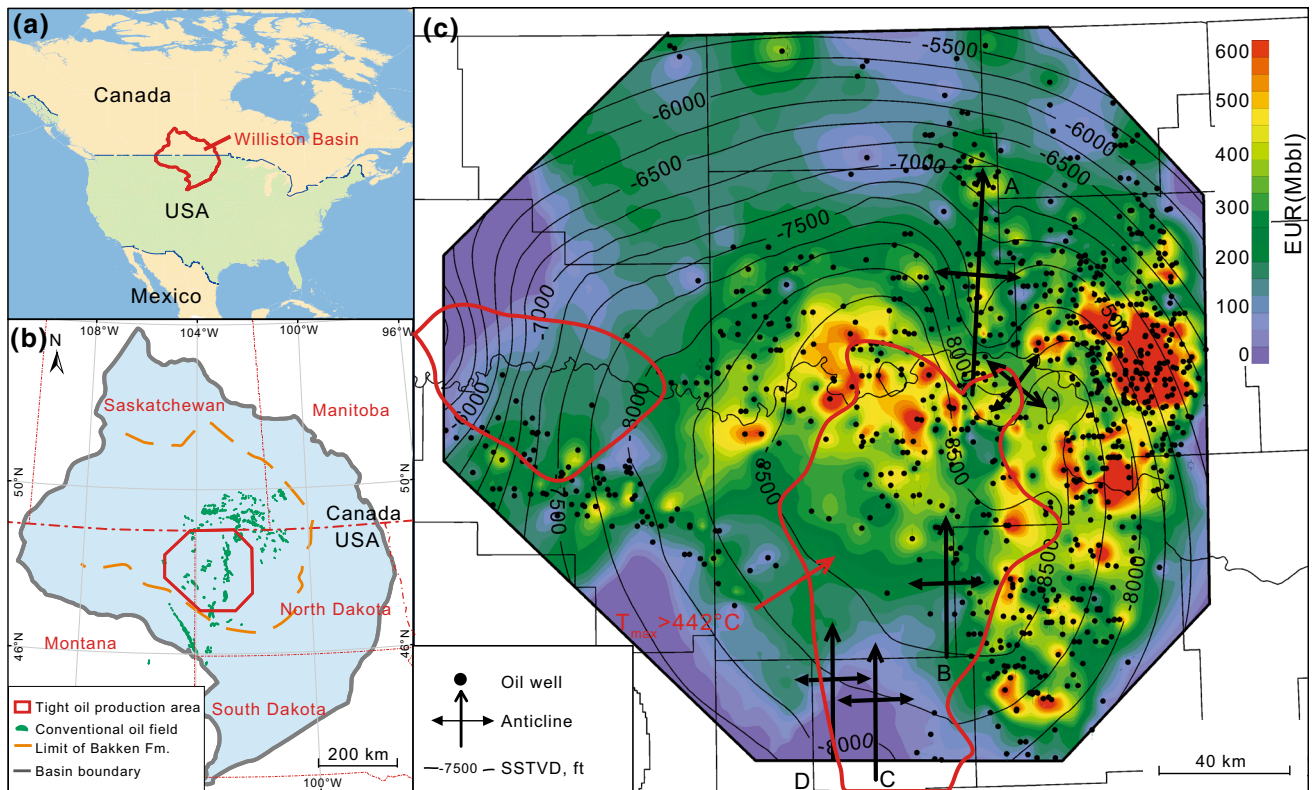 (a)
Canada
Williston Basin
USA
Mexico
(b)
108°W
104°W
100°W
96°W
N
Saskatchewan
Manitoba
50°N
50°N
Canada
USA
North Dakota
Montana
46°N
46°N
South Dakota
Tight oil production area
Conventional oil field
Limit of Bakken Fm.
Basin boundary
200 km
100°W
(c)
-5500
-6000
-6000
-6500
-6500
-7000
-7500
-7000
-7000
-8000
-8000
-8500
-8500
-7500
-8500
-8000
-8000
A
B
C
D
Tmax>442°C
Oil well
Anticline
-7500 SSTVD, ft
40 km
600
500
400
300
200
100
0
EUR(Mbbl)